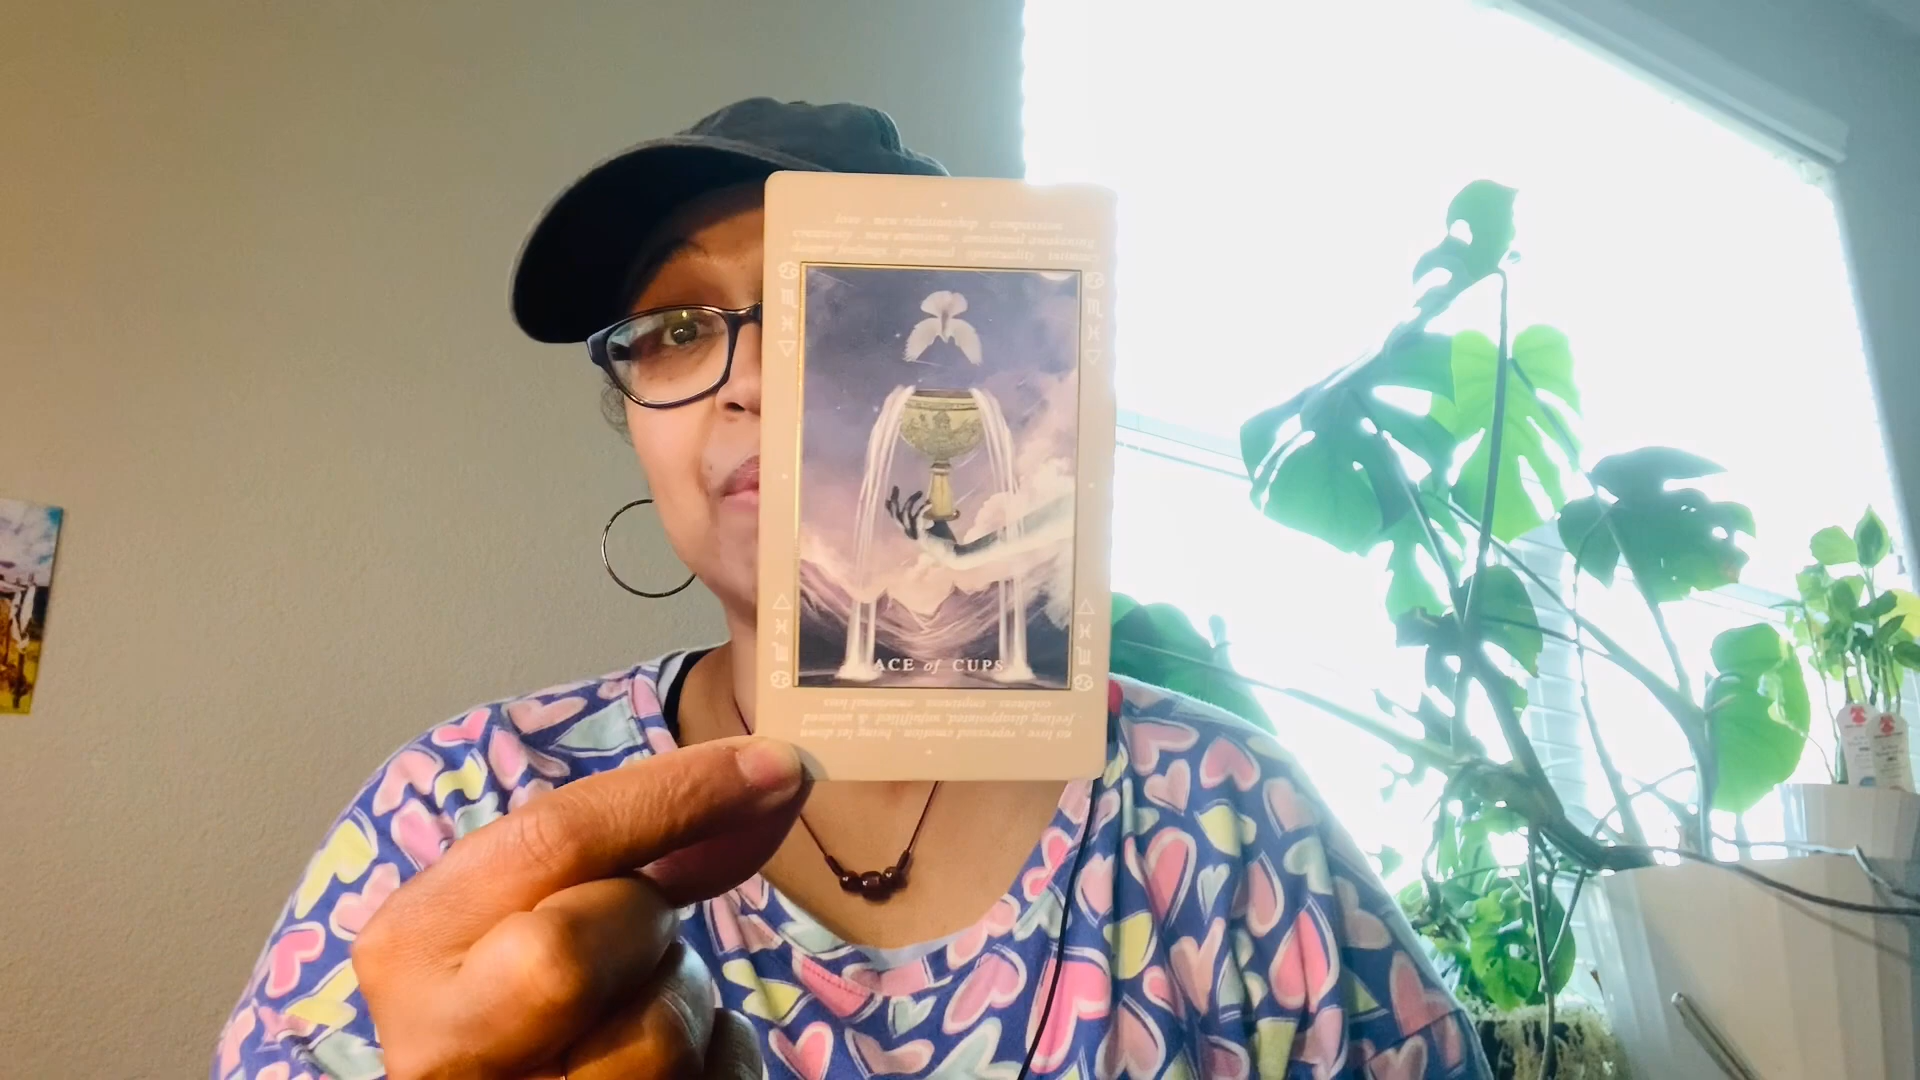 love . new relationship . compassion
creativity . new emotions . emotional awakening
deeper feelings . spirituality . intimacy
ACE of CUPS
coldness . emptiness . emotional loss
feeling disappointed, unfulfilled, & unloved
no love . repressed emotion . being let down